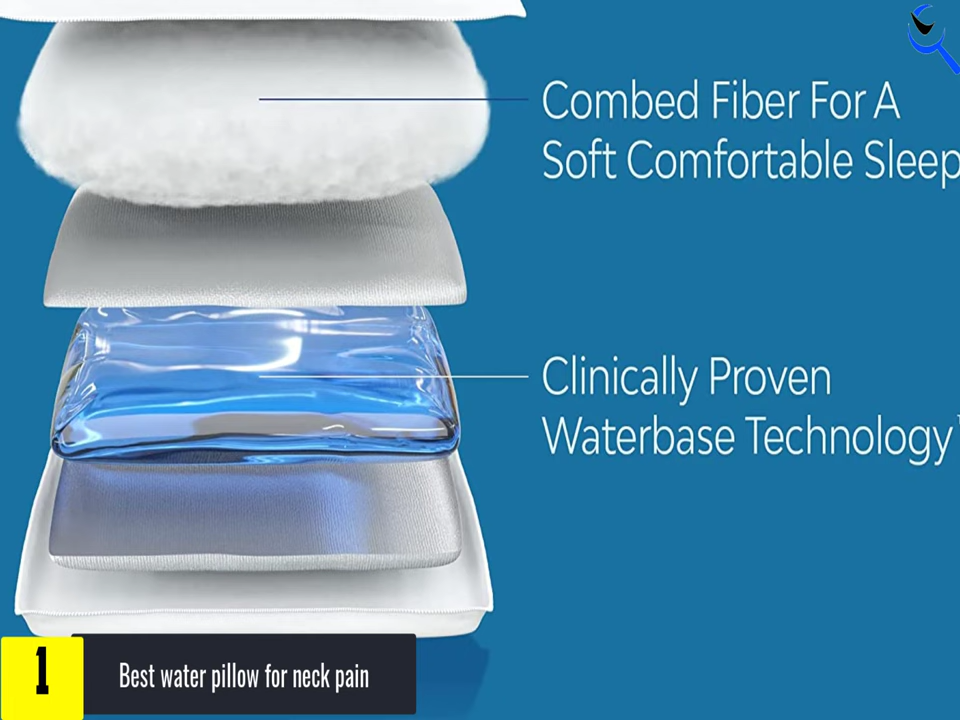 Combed Fiber For A
Soft Comfortable Sleep
Clinically Proven
Waterbase Technology
1
Best water pillow for neck pain